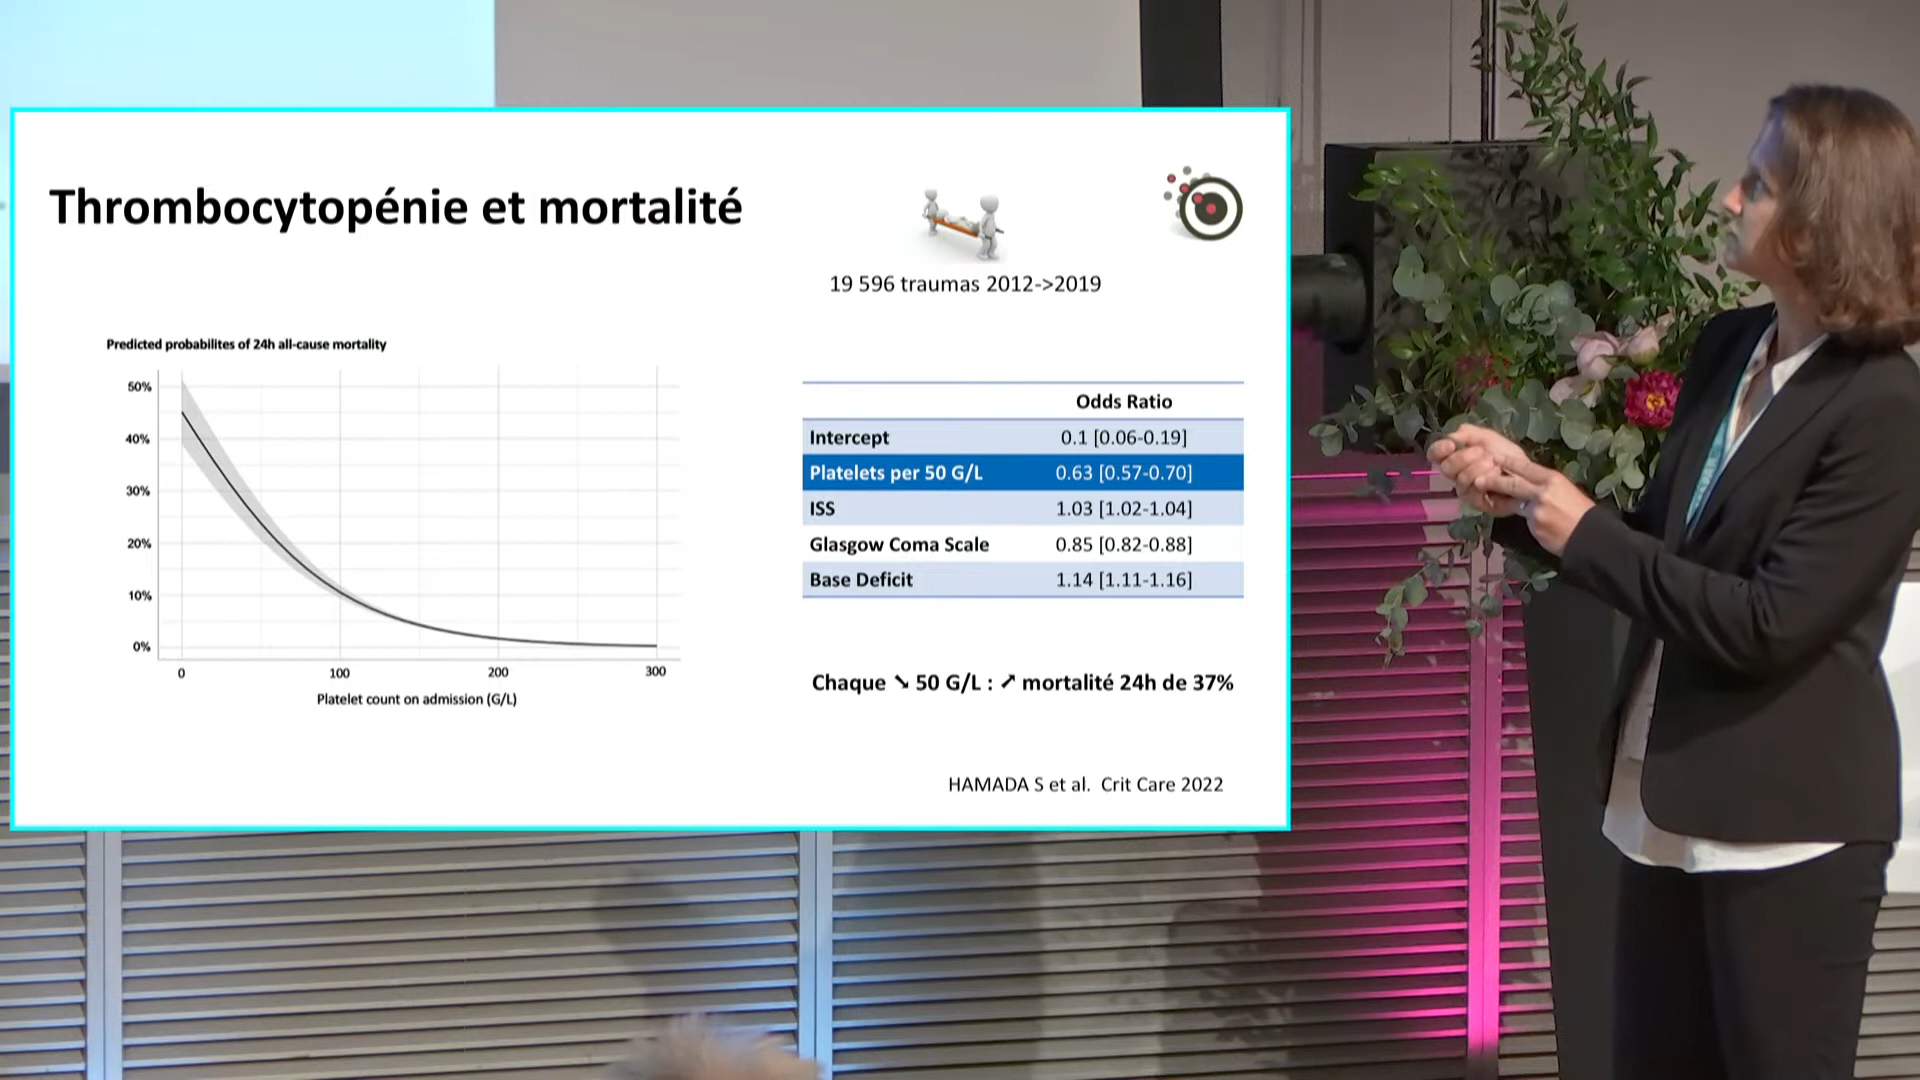 Thrombocytopénie et mortalité
19 596 traumas 2012->2019
Predicted probabilites of 24h all-cause mortality
50%
40%
30%
20%
10%
0%
0 100 200 300
Platelet count on admission (G/L)
Odds Ratio
Intercept 0.1 [0.06-0.19]
Platelets per 50 G/L 0.63 [0.57-0.70]
ISS 1.03 [1.02-1.04]
Glasgow Coma Scale 0.85 [0.82-0.88]
Base Deficit 1.14 [1.11-1.16]
Chaque ↘ 50 G/L : ↗ mortalité 24h de 37%
HAMADA S et al. Crit Care 2022